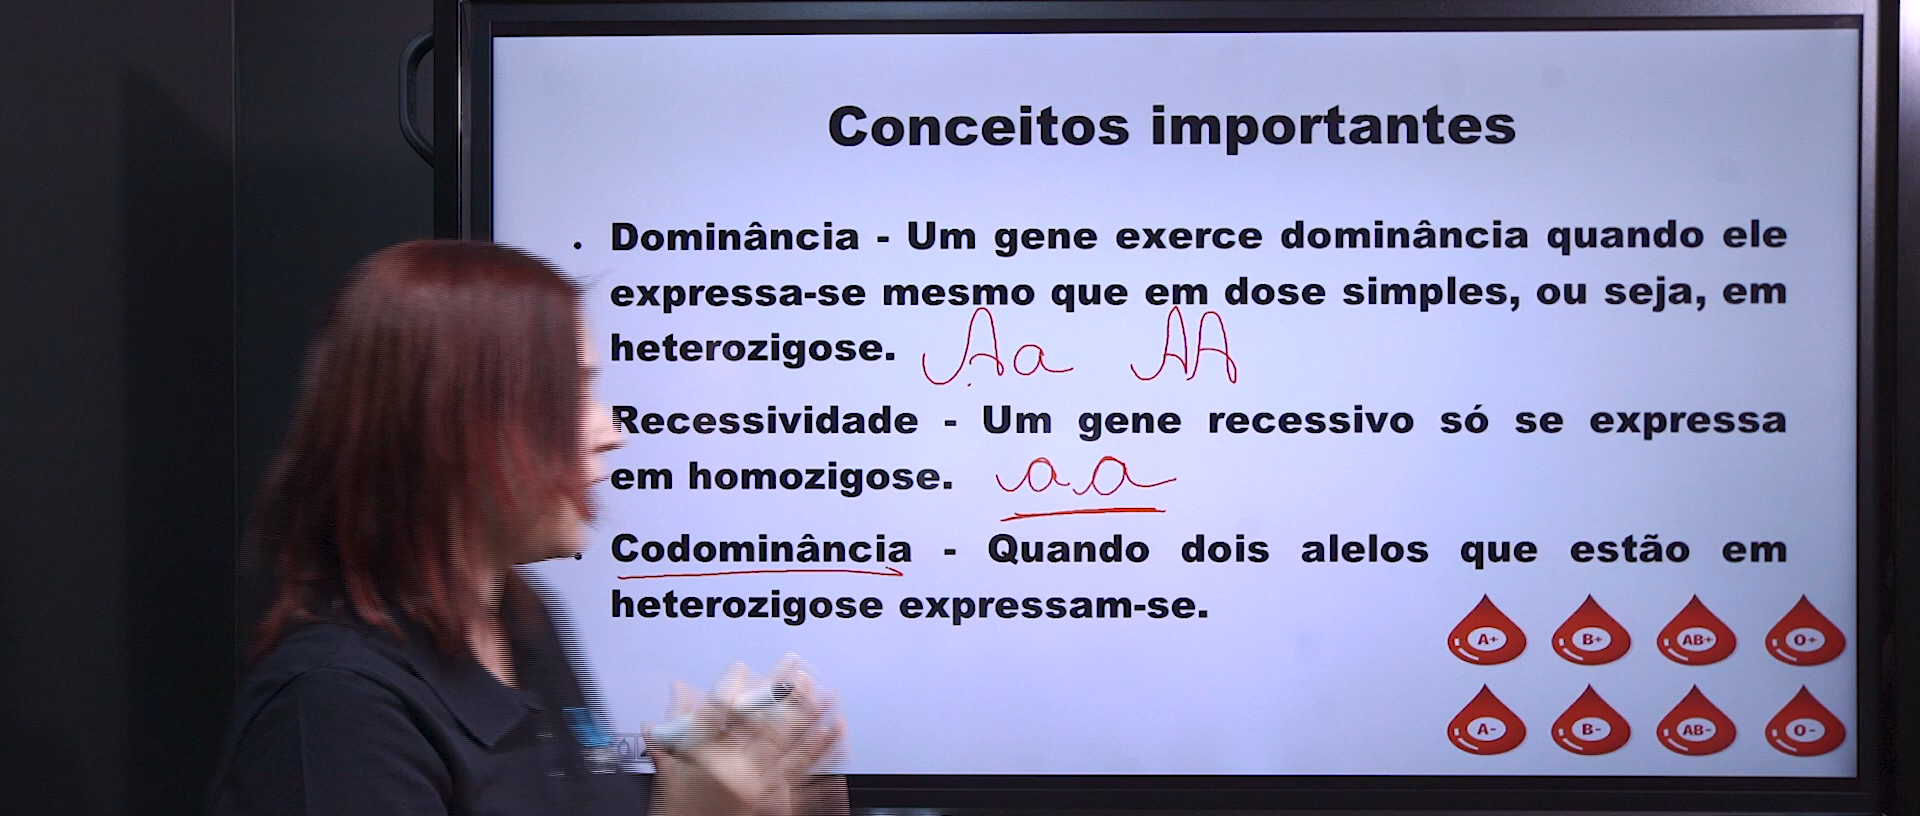 Conceitos importantes
• Dominância - Um gene exerce dominância quando ele
expressa-se mesmo que em dose simples, ou seja, em
heterozigose. Aa AA
Recessividade - Um gene recessivo só se expressa
em homozigose. aa
• Codominância - Quando dois alelos que estão em
heterozigose expressam-se.
A+ B+ AB+ O+
A- B- AB- O-